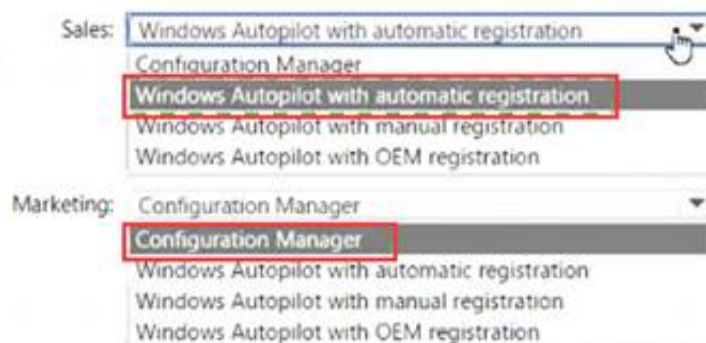 Sales: Windows Autopilot with automatic registration
Configuration Manager
Windows Autopilot with automatic registration
Windows Autopilot with manual registration
Windows Autopilot with OEM registration
Marketing: Configuration Manager
Configuration Manager
Windows Autopilot with automatic registration
Windows Autopilot with manual registration
Windows Autopilot with OEM registration